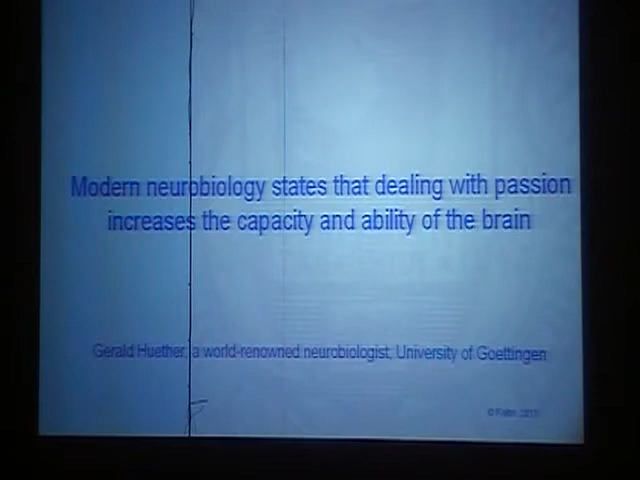 Modern neurobiology states that dealing with passion
increases the capacity and ability of the brain
Gerald Huether, a world-renowned neurobiologist, University of Goettingen
©